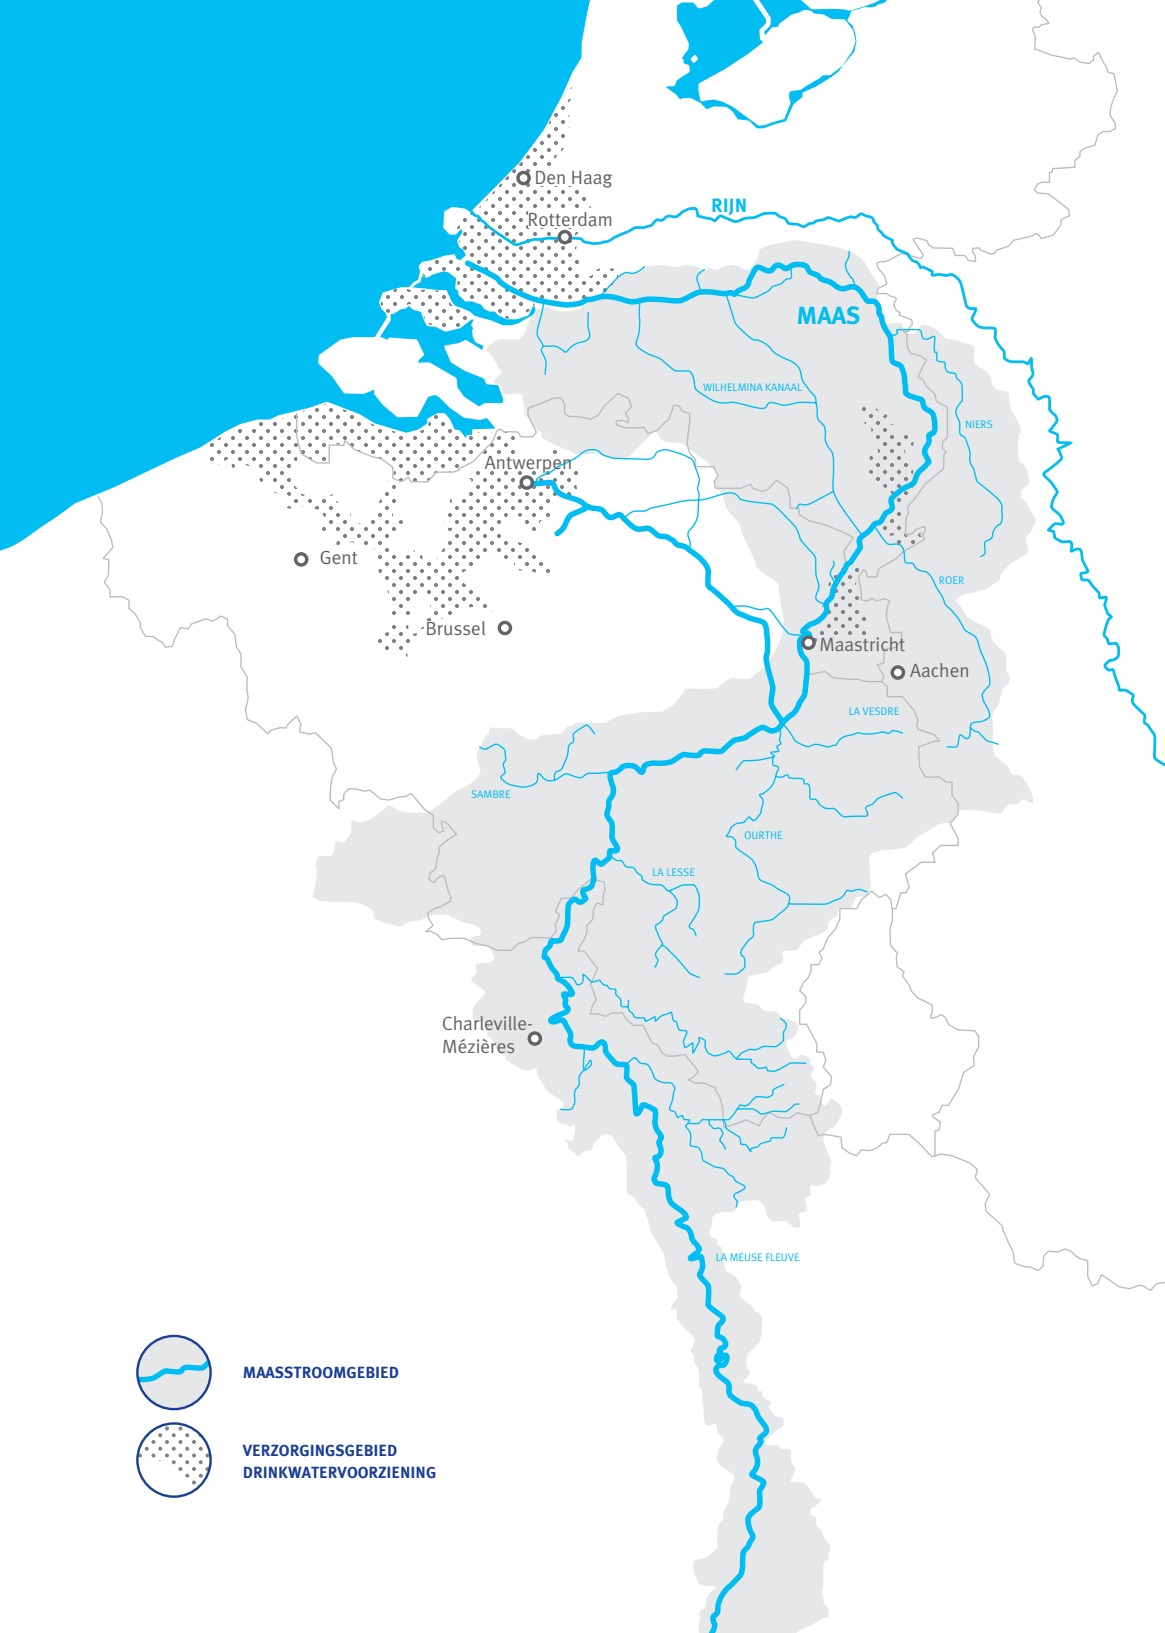 Den Haag
RIJN
Rotterdam
MAAS
WILHELMINA KANAAL
NIERS
Antwerpen
Gent
ROER
Brussel
Maastricht
Aachen
LA VESDRE
SAMBRE
OURTHE
LA LESSE
Charleville-
Mézières
LA MEUSE FLEUVE
MAASSTROOMGEBIED
VERZORGINGSGEBIED
DRINKWATERVOORZIENING